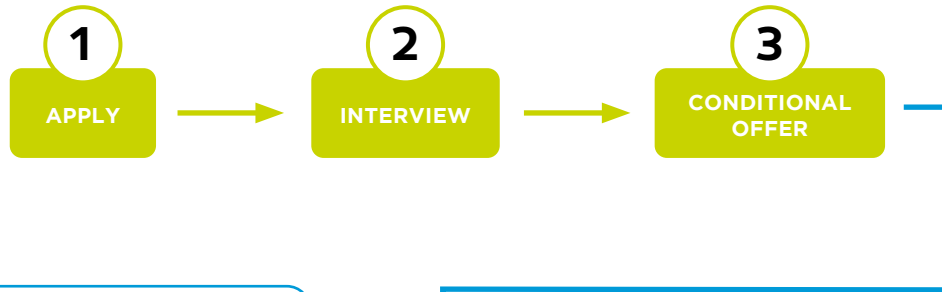 1
APPLY
2
INTERVIEW
3
CONDITIONAL
OFFER